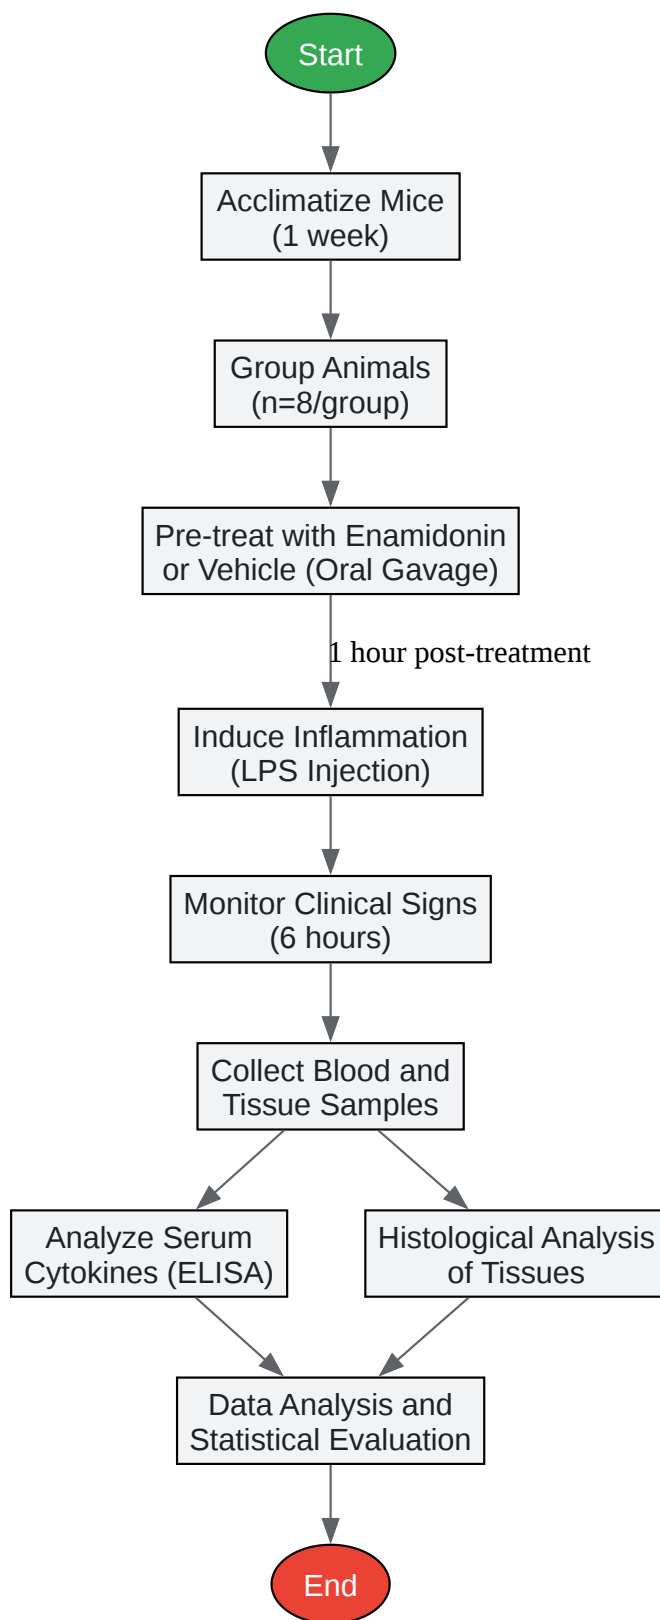 Start
Acclimatize Mice
(1 week)
Group Animals
(n=8/group)
Pre-treat with Enamidonin
or Vehicle (Oral Gavage)
1 hour post-treatment
Induce Inflammation
(LPS Injection)
Monitor Clinical Signs
(6 hours)
Collect Blood and
Tissue Samples
Analyze Serum
Cytokines (ELISA)
Histological Analysis
of Tissues
Data Analysis and
Statistical Evaluation
End